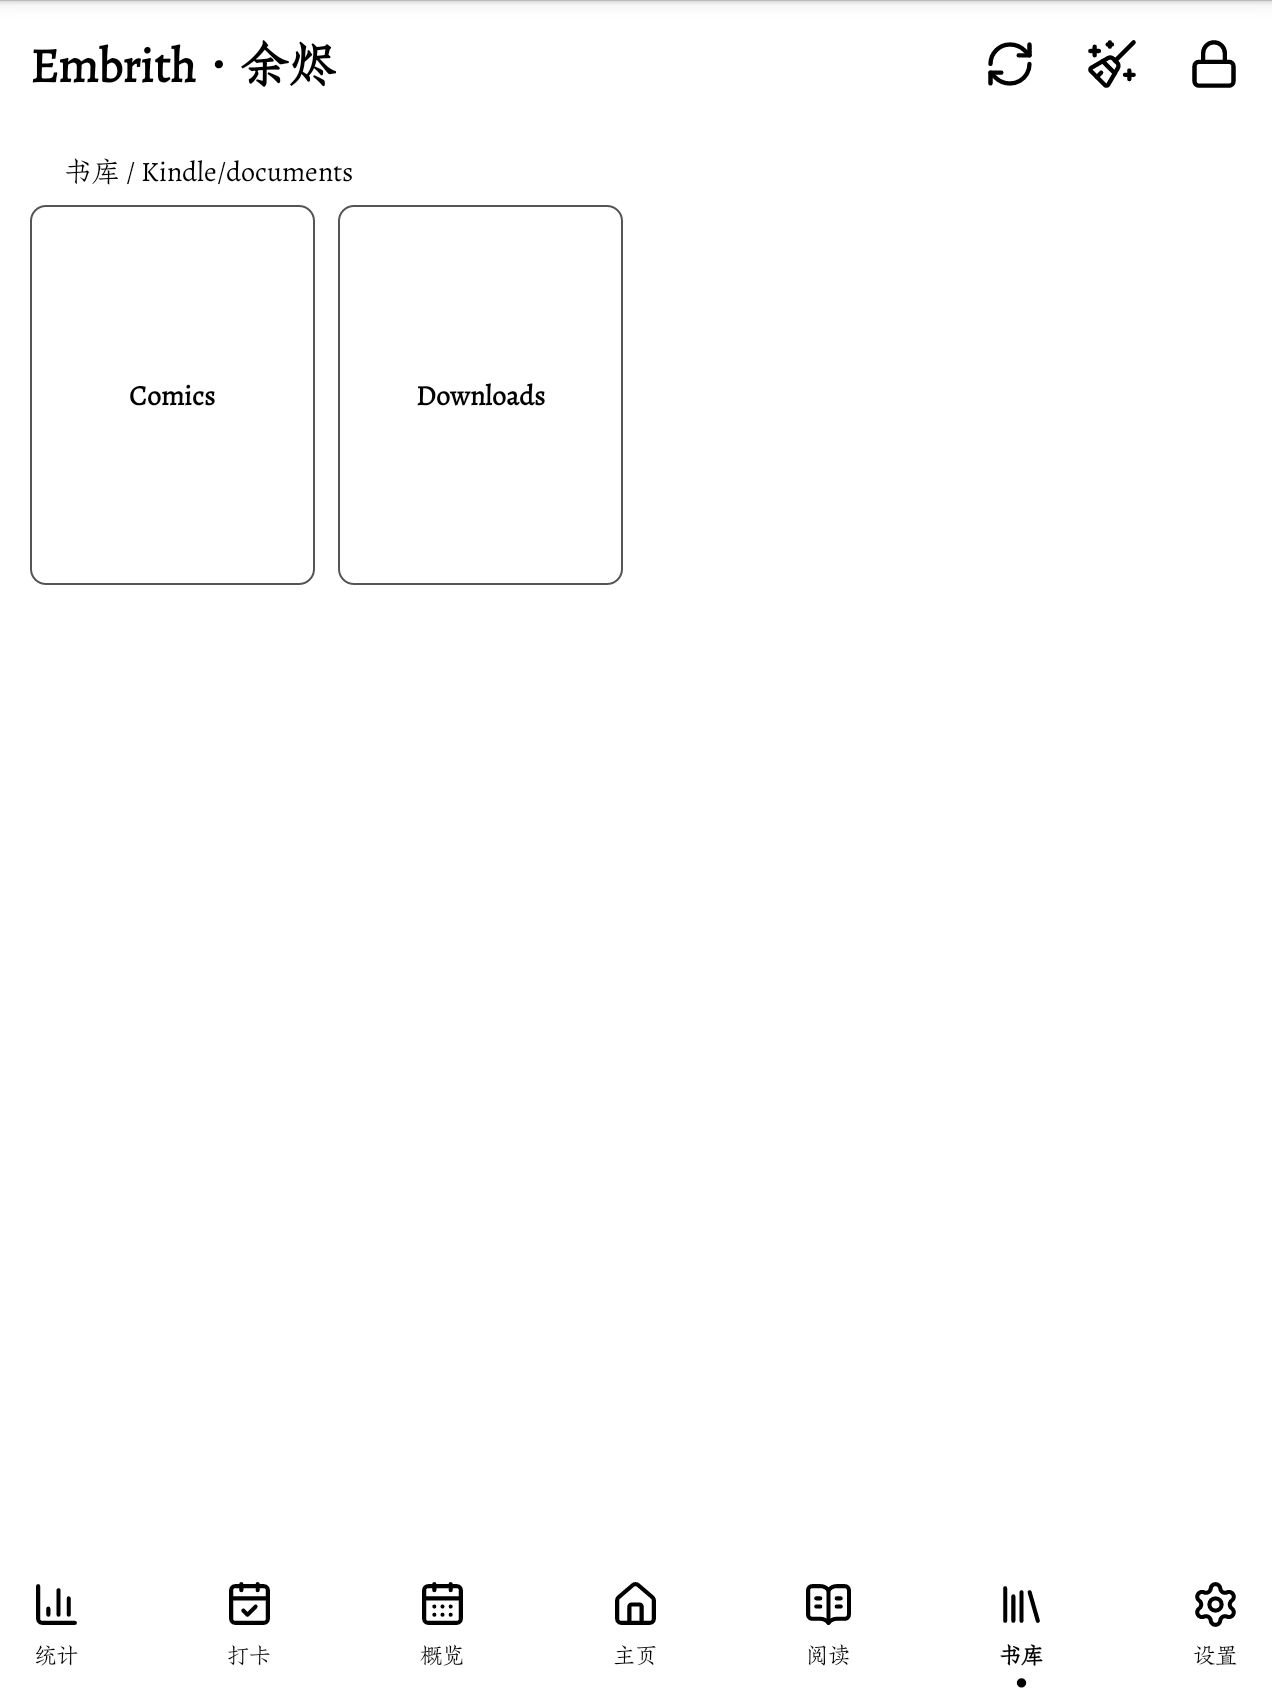 Embrith · 余烬
书库 / Kindle/documents
Comics
Downloads
统计
打卡
概览
主页
阅读
书库
设置